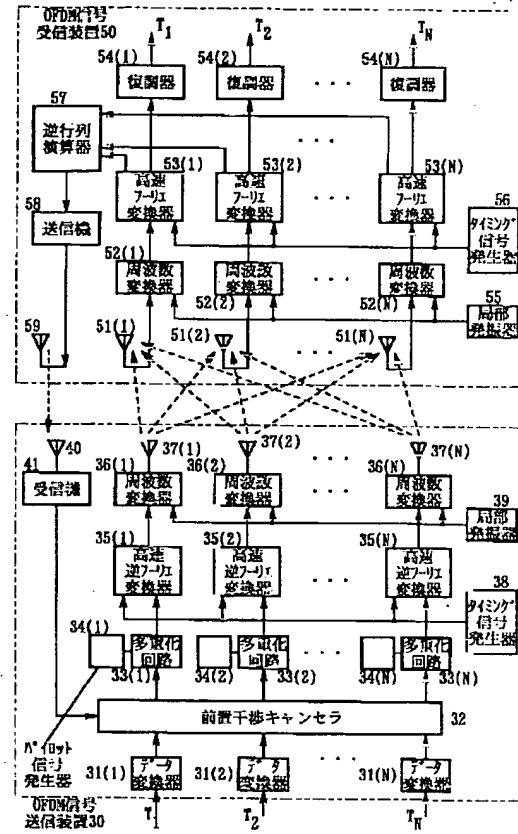 OFDM信号
受信装置50
T1 T2 TN
54(1) 54(2) 54(N)
復調器 復調器 復調器
57
逆行列
演算器
53(1) 53(2) 53(N)
高速
フーリエ
変換器
高速
フーリエ
変換器
高速
フーリエ
変換器
56
タイミング
信号
発生器
58
送信機
52(1) 52(2) 52(N)
周波数
変換器
周波数
変換器
周波数
変換器
55
局部
発振器
59 51(1) 51(2) 51(N)
40 37(1) 37(2) 37(N)
41
受信機
36(1) 36(2) 36(N)
周波数
変換器
周波数
変換器
周波数
変換器
39
局部
発振器
35(1) 35(2) 35(N)
高速
逆フーリエ
変換器
高速
逆フーリエ
変換器
高速
逆フーリエ
変換器
38
タイミング
信号
発生器
34(1) 34(2) 34(N)
多重化
回路
多重化
回路
多重化
回路
33(1) 33(2) 33(N)
前置干渉キャンセラ 32
パイロット
信号
発生器
31(1) 31(2) 31(N)
データ
変換器
データ
変換器
データ
変換器
OFDM信号
送信装置30
T1 T2 TN